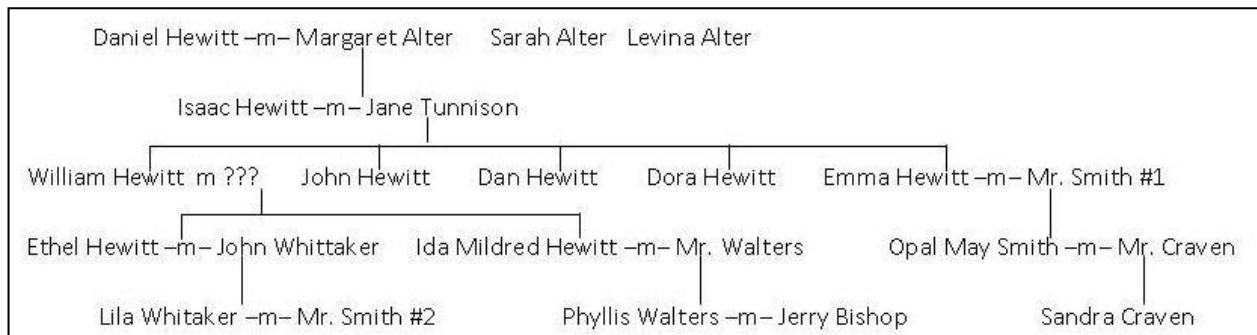 Daniel Hewitt –m– Margaret Alter Sarah Alter Levina Alter
Isaac Hewitt –m– Jane Tunnison
William Hewitt m ??? John Hewitt Dan Hewitt Dora Hewitt Emma Hewitt –m– Mr. Smith #1
Ethel Hewitt –m– John Whittaker Ida Mildred Hewitt –m– Mr. Walters Opal May Smith –m– Mr. Craven
Lila Whitaker –m– Mr. Smith #2 Phyllis Walters –m– Jerry Bishop Sandra Craven